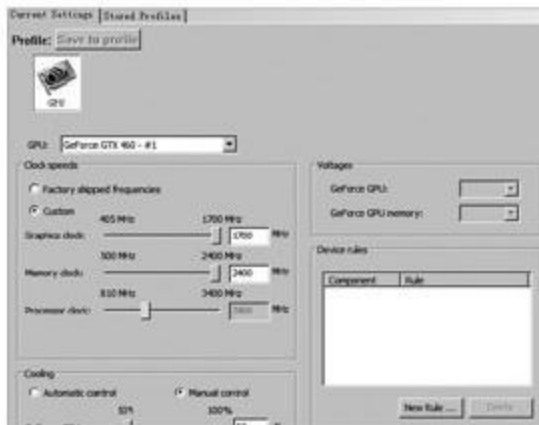 Current Settings Stored Profiles
Profile: Save to profile
GPU
GPU: GeForce GTX 460 - #1
Clock speeds
Factory shipped frequencies
Custom
405 MHz 1700 MHz
Graphics clock: 1700 MHz
500 MHz 2400 MHz
Memory clock: 2400 MHz
810 MHz 3400 MHz
Processor clock: MHz
Cooling
Automatic control Manual control
100%
Voltages
GeForce GPU:
GeForce GPU memory:
Device rules
Component Rule
New Rule ... Delete